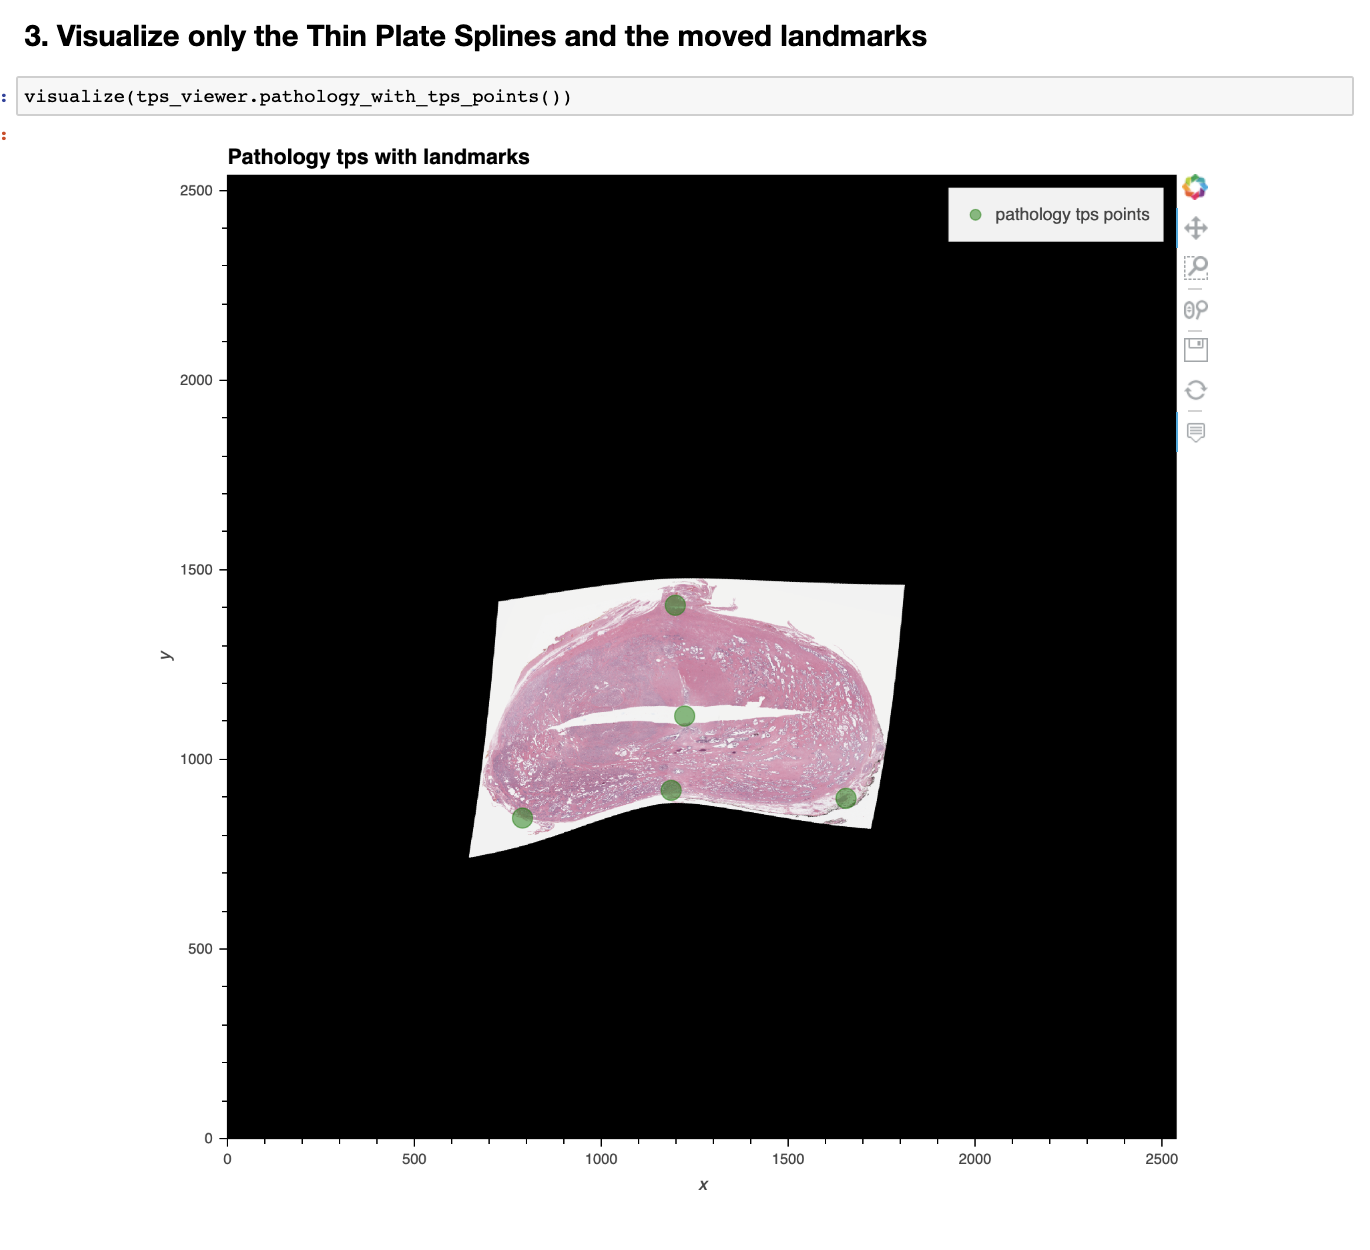 3. Visualize only the Thin Plate Splines and the moved landmarks
:
visualize(tps_viewer.pathology_with_tps_points())
:
Pathology tps with landmarks
pathology tps points
2500
2000
1500
1000
500
0
y
0 500 1000 1500 2000 2500
x